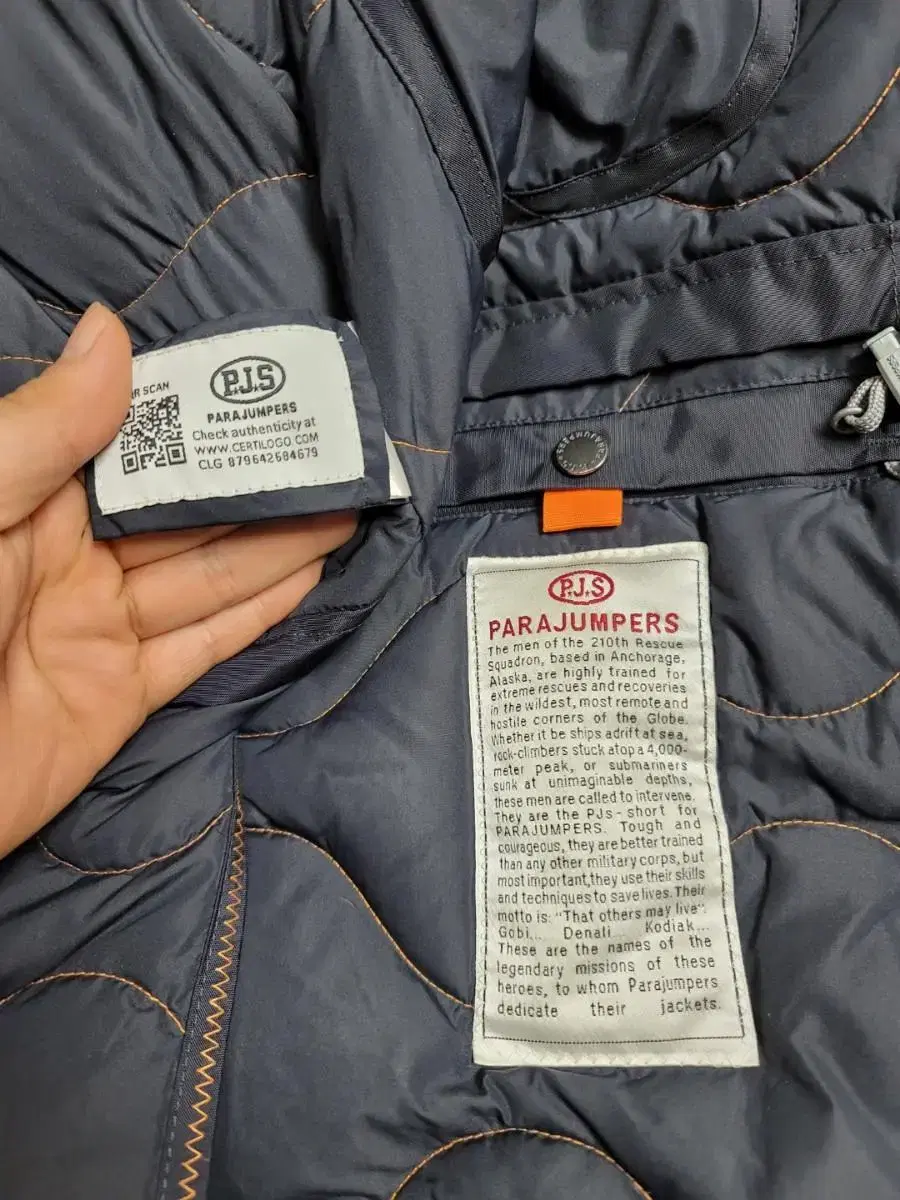 SCAN
P.J.S
PARAJUMPERS
Check authenticity at
WWW.CERTILOGO.COM
CLG 879642684679
P.J.S
PARAJUMPERS
The men of the 210th Rescue
Squadron, based in Anchorage,
Alaska, are highly trained for
extreme rescues and recoveries
in the wildest, most remote and
hostile corners of the Globe.
Whether it be ships adrift at sea,
rock-climbers stuck atop a 4,000-
meter peak, or submariners
sunk at unimaginable depths,
these men are called to intervene.
They are the PJs - short for
PARAJUMPERS. Tough and
courageous, they are better trained
than any other military corps, but
most important, they use their skills
and techniques to save lives. Their
motto is: "That others may live".
Gobi... Denali... Kodiak...
These are the names of the
legendary missions of these
heroes, to whom Parajumpers
dedicate their jackets.